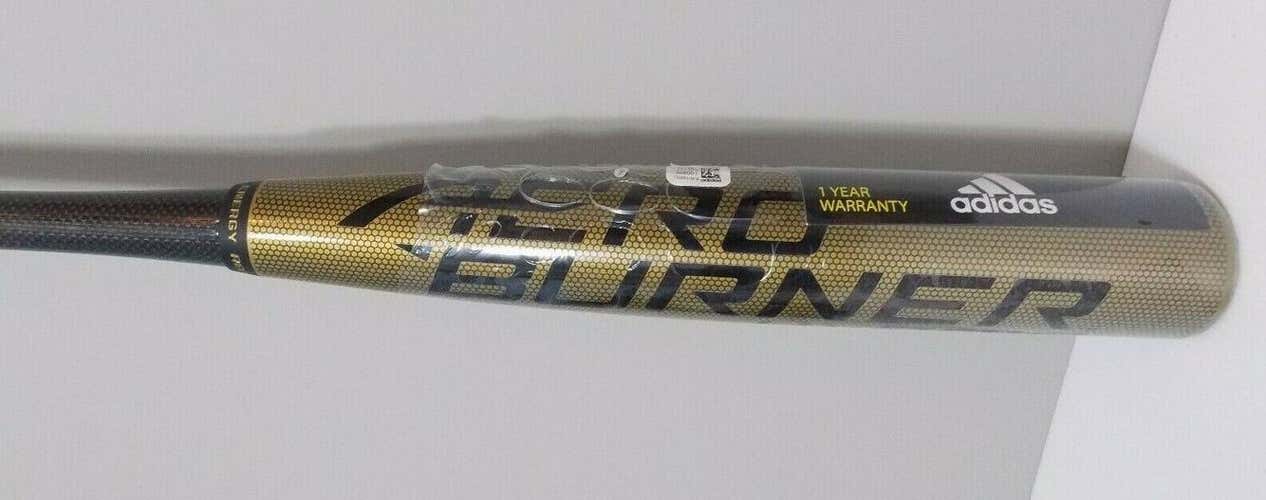 AERO
BURNER
1 YEAR
WARRANTY
adidas
ENERGY